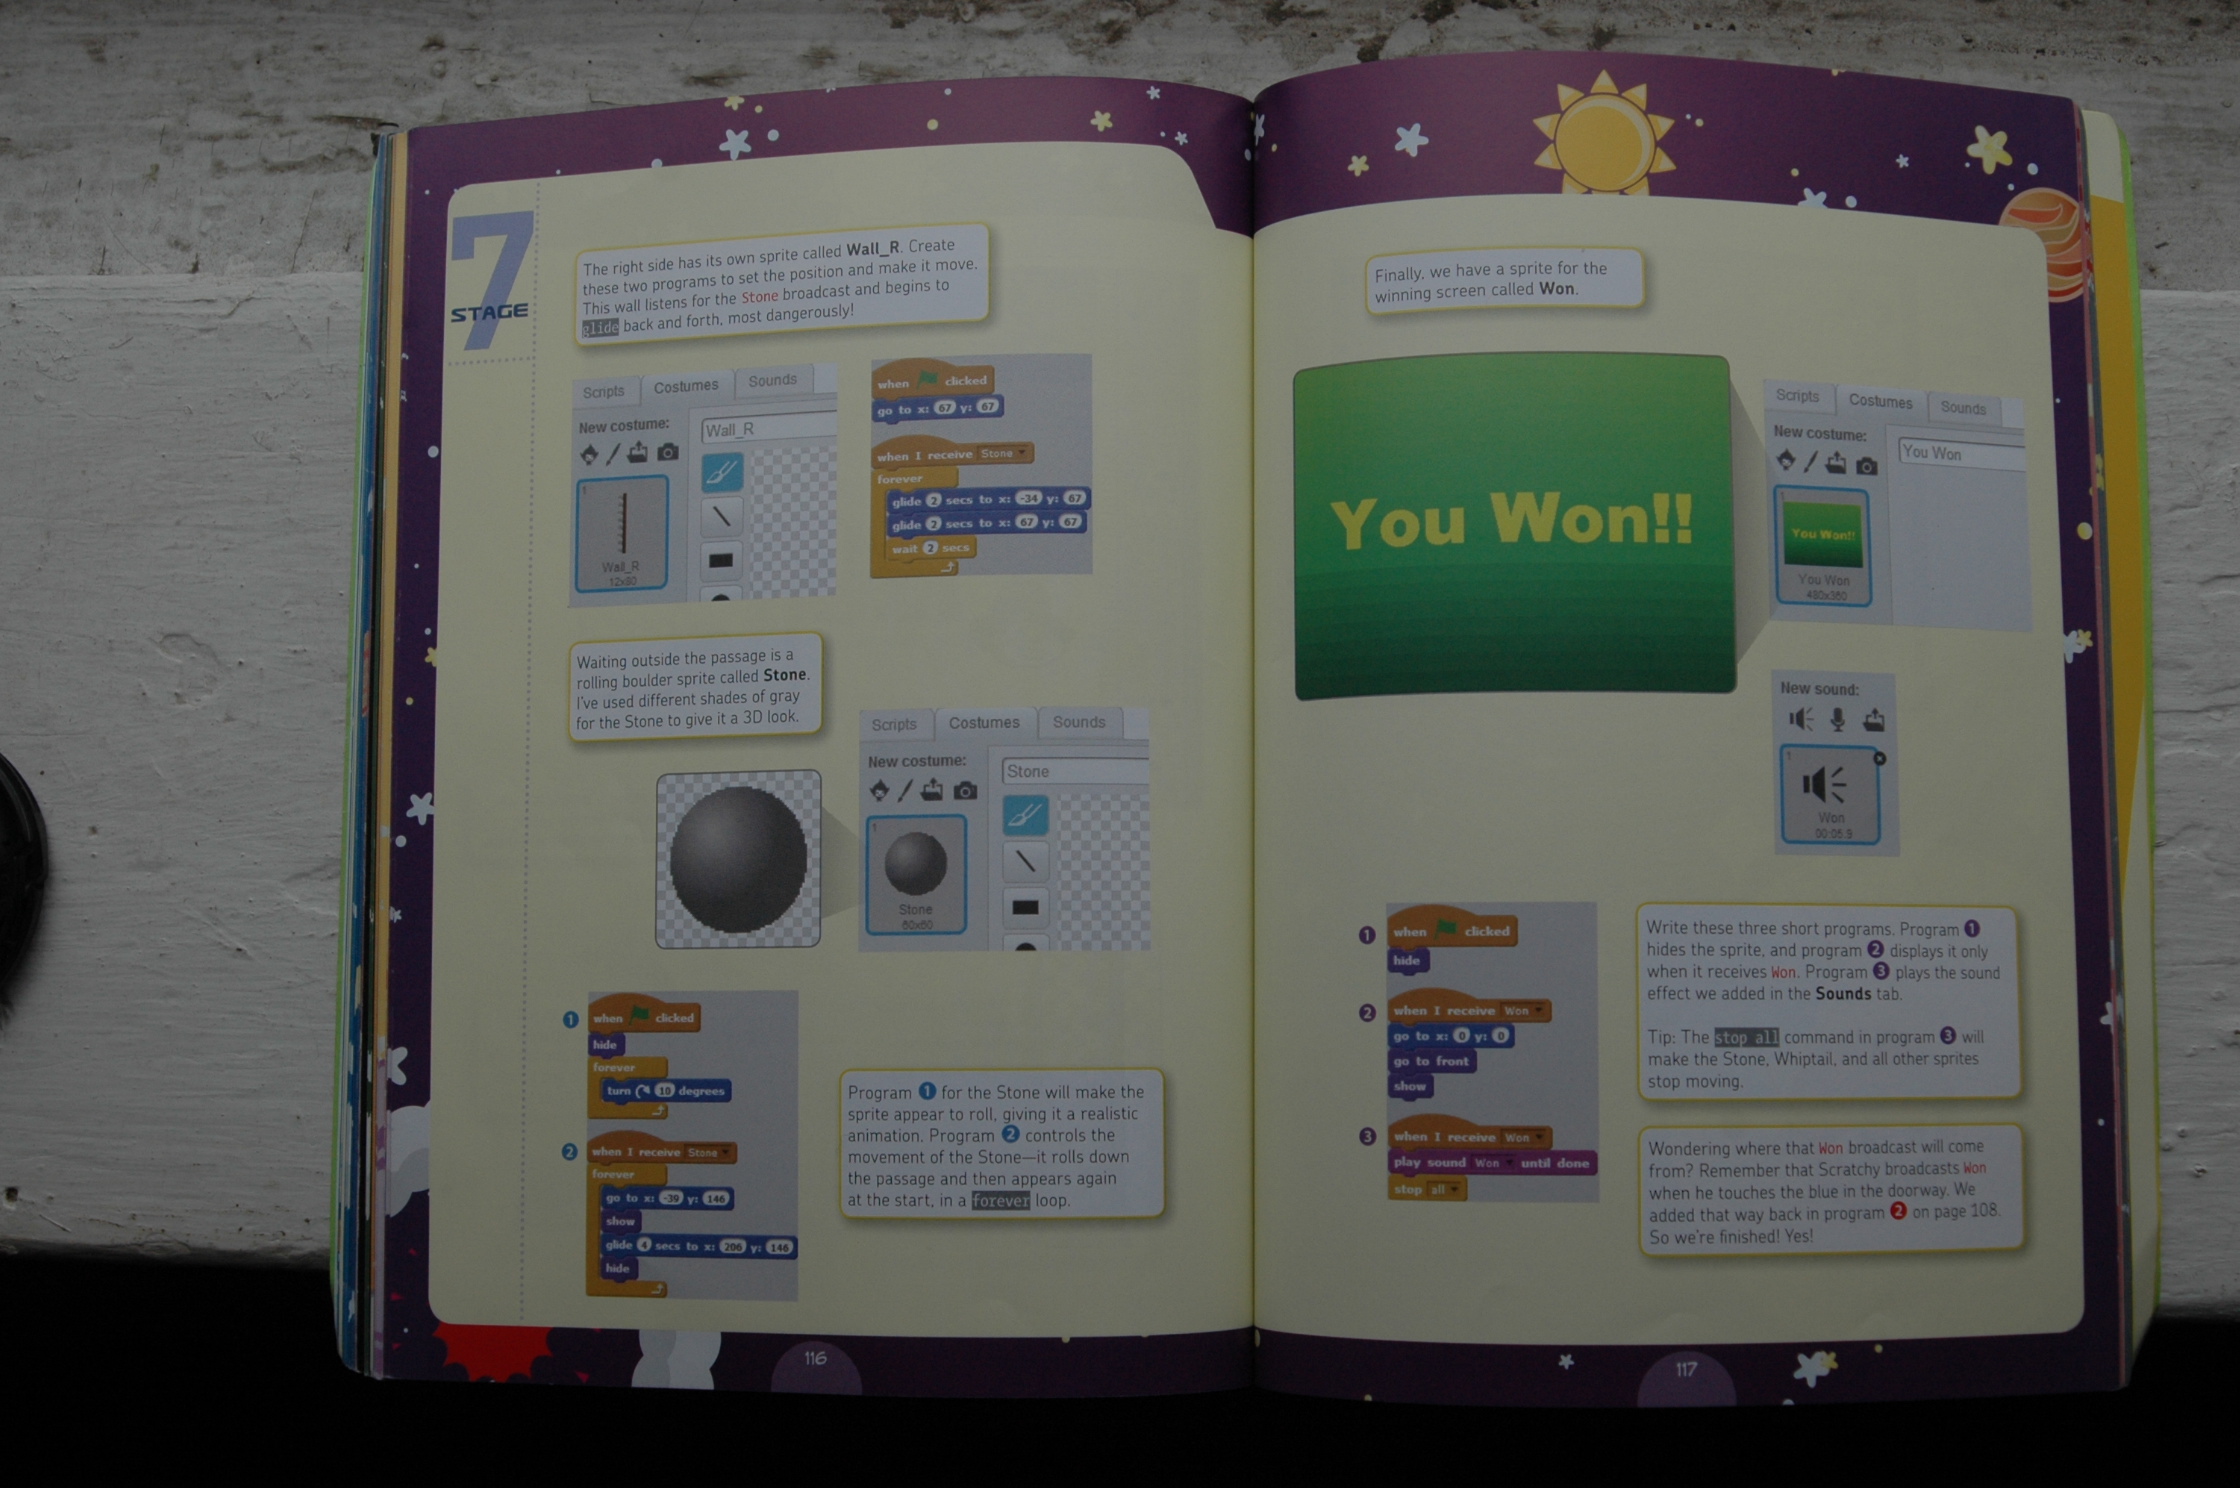 7
STAGE
The right side has its own sprite called Wall_R. Create
these two programs to set the position and make it move.
This wall listens for the Stone broadcast and begins to
glide back and forth, most dangerously!
Scripts Costumes Sounds
New costume:
Wall_R
1
Wall_R
12x80
when clicked
go to x: 67 y: 67
when I receive Stone
forever
glide 2 secs to x: -34 y: 67
glide 2 secs to x: 67 y: 67
wait 2 secs
Waiting outside the passage is a
rolling boulder sprite called Stone.
I've used different shades of gray
for the Stone to give it a 3D look.
Scripts Costumes Sounds
New costume:
Stone
1
Stone
60x60
1
when clicked
hide
forever
turn 10 degrees
2
when I receive Stone
forever
go to x: -39 y: 146
show
glide 4 secs to x: 206 y: 146
hide
Program 1 for the Stone will make the
sprite appear to roll, giving it a realistic
animation. Program 2 controls the
movement of the Stone—it rolls down
the passage and then appears again
at the start, in a forever loop.
116
Finally, we have a sprite for the
winning screen called Won.
You Won!!
Scripts Costumes Sounds
New costume:
You Won
1
You Won!!
You Won
480x360
New sound:
1
Won
00:05.9
1
when clicked
hide
2
when I receive Won
go to x: 0 y: 0
go to front
show
3
when I receive Won
play sound Won until done
stop all
Write these three short programs. Program 1
hides the sprite, and program 2 displays it only
when it receives Won. Program 3 plays the sound
effect we added in the Sounds tab.
Tip: The stop all command in program 3 will
make the Stone, Whiptail, and all other sprites
stop moving.
Wondering where that Won broadcast will come
from? Remember that Scratchy broadcasts Won
when he touches the blue in the doorway. We
added that way back in program 2 on page 108.
So we're finished! Yes!
117